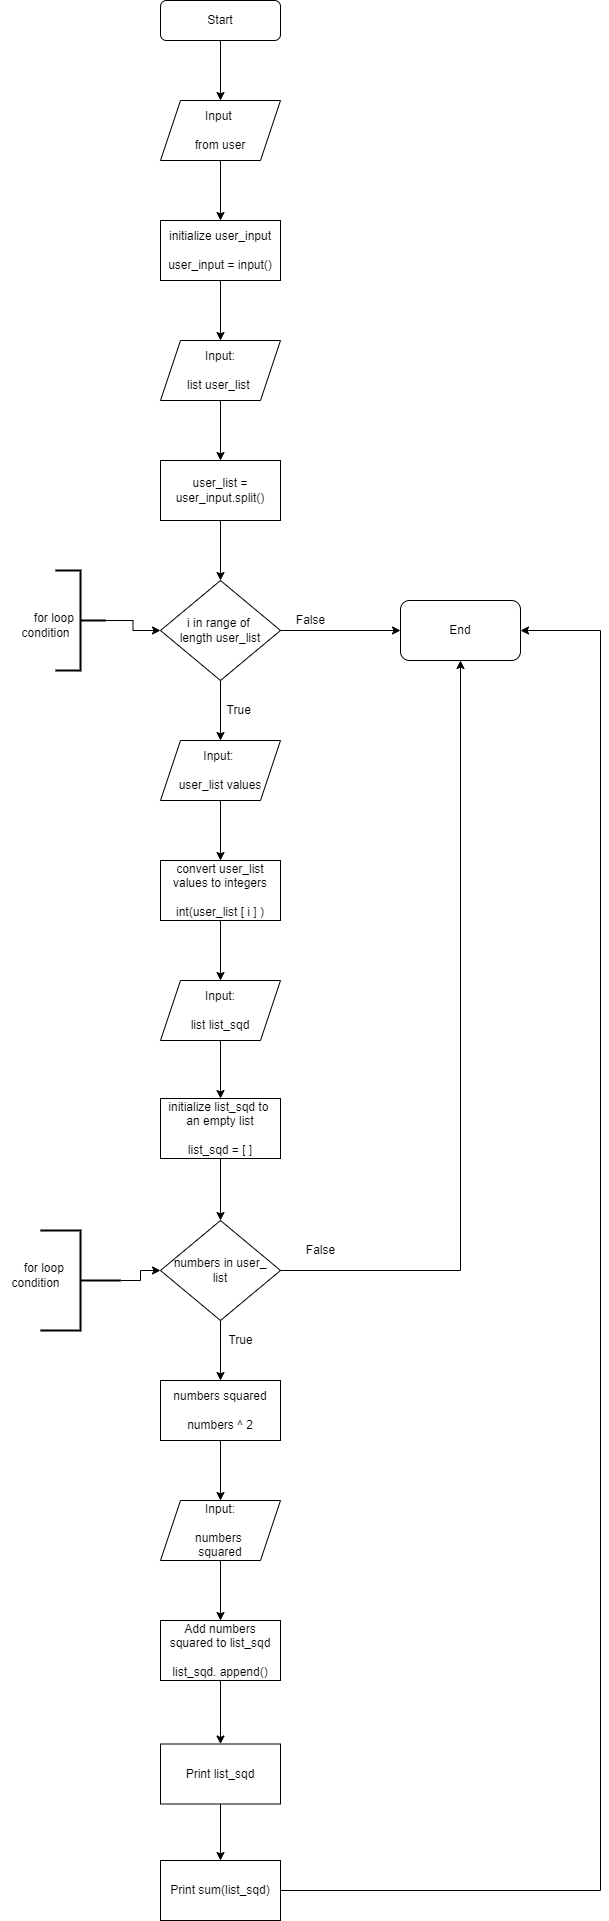 Start
Input
from user
initialize user_input
user_input = input()
Input:
list user_list
user_list =
user_input.split()
for loop
condition
i in range of
length user_list
False
End
True
Input:
user_list values
convert user_list
values to integers
int(user_list [ i ] )
Input:
list list_sqd
initialize list_sqd to
an empty list
list_sqd = [ ]
for loop
condition
numbers in user_
list
False
True
numbers squared
numbers ^ 2
Input:
numbers
squared
Add numbers
squared to list_sqd
list_sqd. append()
Print list_sqd
Print sum(list_sqd)